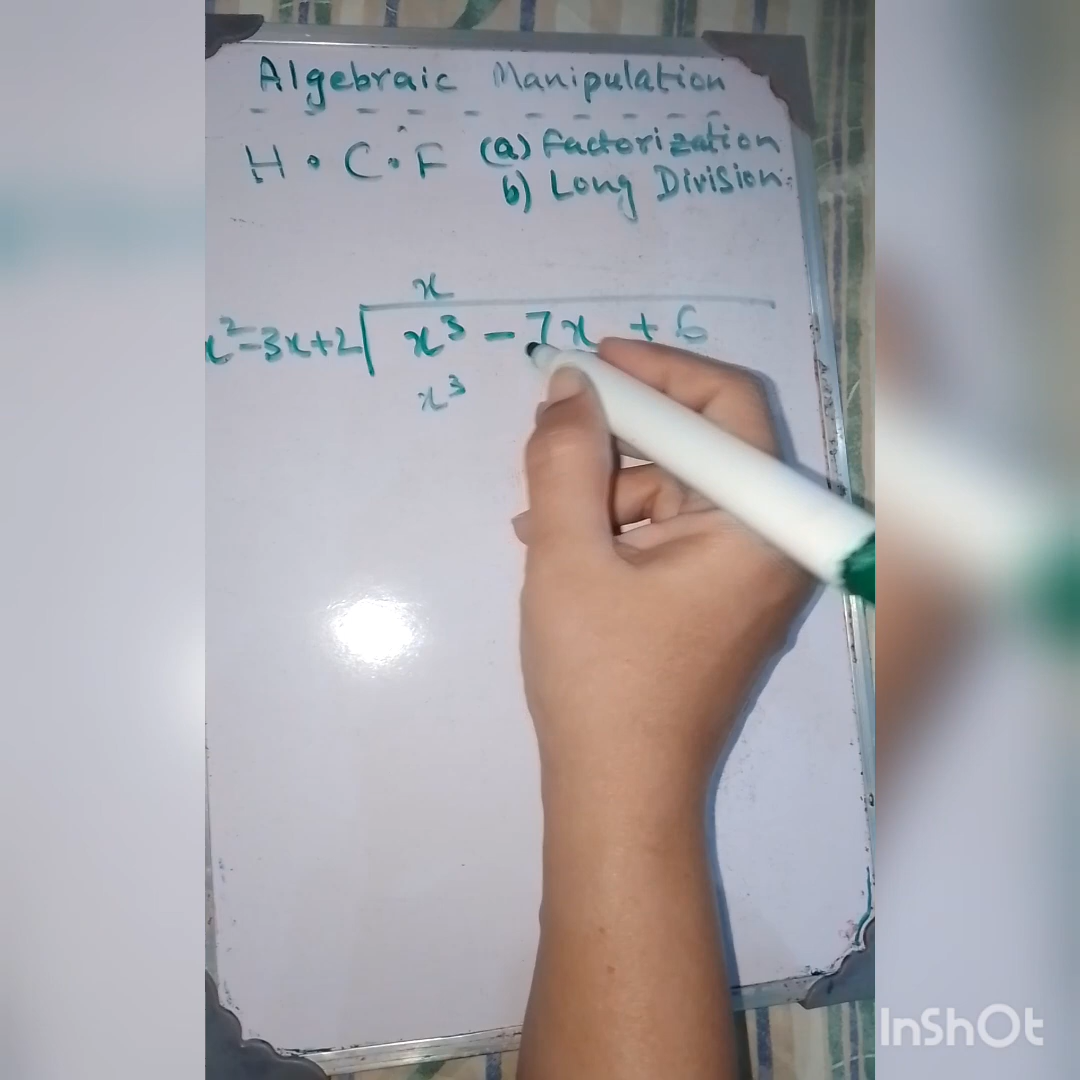 Algebraic Manipulation
H.C.F (a) Factorization
b) Long Division:
x
x²-3x+2 x³ - 7x + 6
x³
InShOt